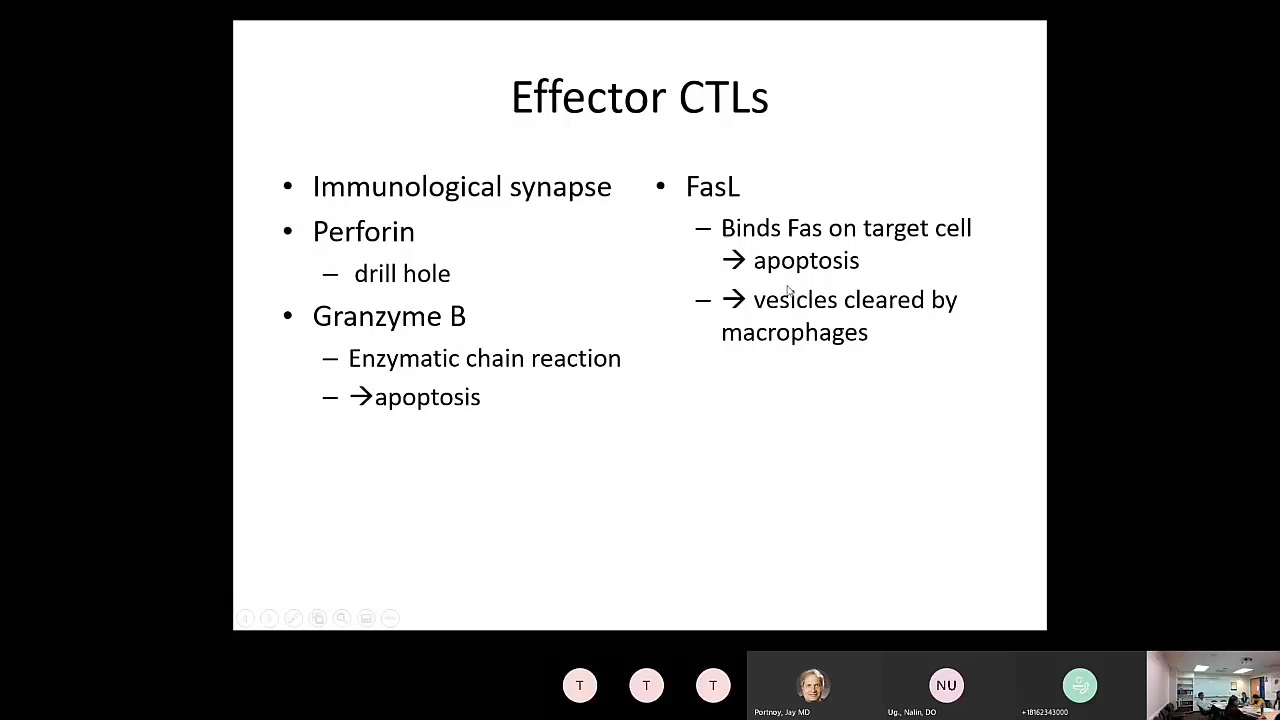 Effector CTLs
• Immunological synapse
• Perforin
– drill hole
• Granzyme B
– Enzymatic chain reaction
– →apoptosis
• FasL
– Binds Fas on target cell
→ apoptosis
– → vesicles cleared by
macrophages
T
T
T
NU
Portnoy, Jay MD
Ug., Nalin, DO
+18162343000